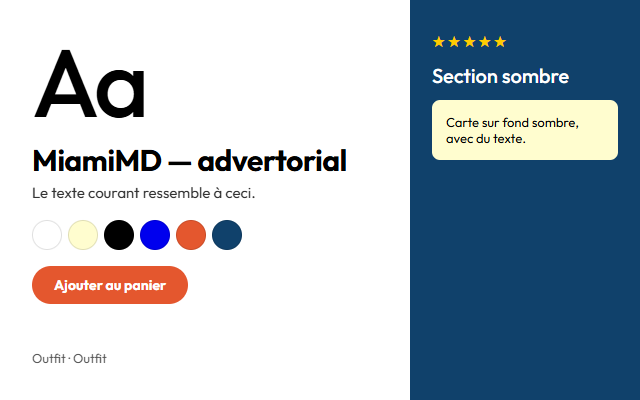 Aa
MiamiMD — advertorial
Le texte courant ressemble à ceci.
Ajouter au panier
Outfit · Outfit
★★★★★
Section sombre
Carte sur fond sombre,
avec du texte.